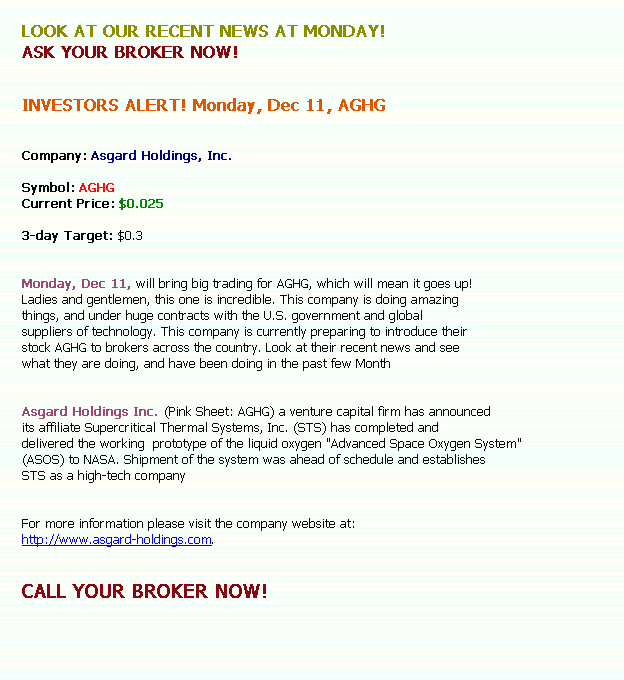 LOOK AT OUR RECENT NEWS AT MONDAY!
ASK YOUR BROKER NOW!
INVESTORS ALERT! Monday, Dec 11, AGHG
Company: Asgard Holdings, Inc.
Symbol: AGHG
Current Price: $0.025
3-day Target: $0.3
Monday, Dec 11, will bring big trading for AGHG, which will mean it goes up!
Ladies and gentlemen, this one is incredible. This company is doing amazing
things, and under huge contracts with the U.S. government and global
suppliers of technology. This company is currently preparing to introduce their
stock AGHG to brokers across the country. Look at their recent news and see
what they are doing, and have been doing in the past few Month
Asgard Holdings Inc. (Pink Sheet: AGHG) a venture capital firm has announced
its affiliate Supercritical Thermal Systems, Inc. (STS) has completed and
delivered the working prototype of the liquid oxygen "Advanced Space Oxygen System"
(ASOS) to NASA. Shipment of the system was ahead of schedule and establishes
STS as a high-tech company
For more information please visit the company website at:
http://www.asgard-holdings.com.
CALL YOUR BROKER NOW!